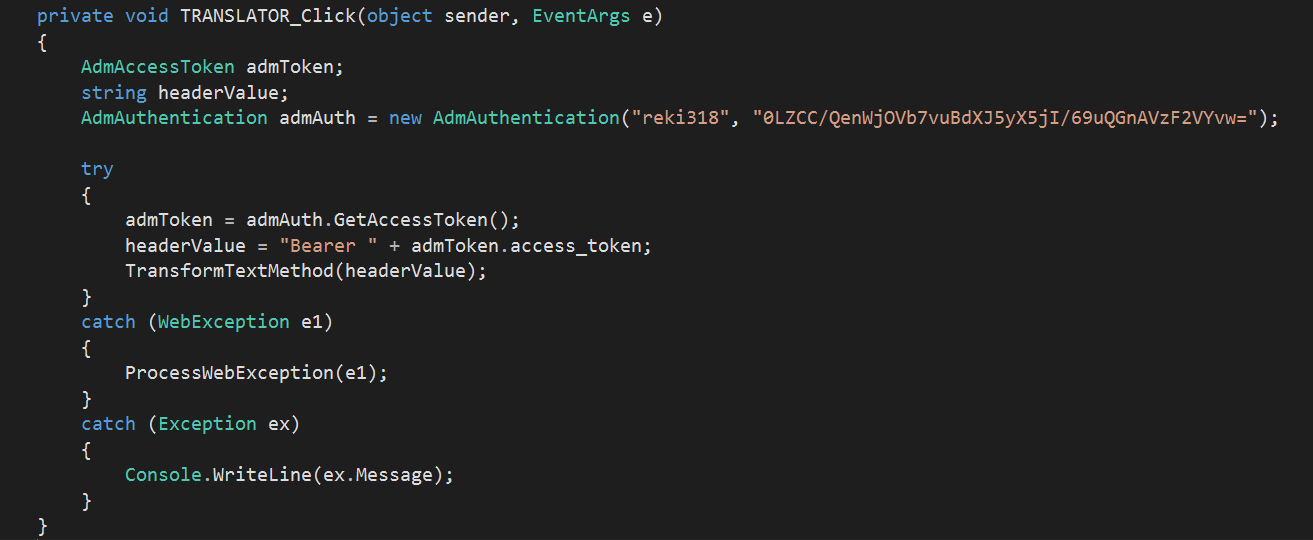 private void TRANSLATOR_Click(object sender, EventArgs e)
{
    AdmAccessToken admToken;
    string headerValue;
    AdmAuthentication admAuth = new AdmAuthentication("reki318", "0LZCC/QenWjOVb7vuBdXJ5yX5jI/69uQGnAVzF2VYvw=");

    try
    {
        admToken = admAuth.GetAccessToken();
        headerValue = "Bearer " + admToken.access_token;
        TransformTextMethod(headerValue);
    }
    catch (WebException e1)
    {
        ProcessWebException(e1);
    }
    catch (Exception ex)
    {
        Console.WriteLine(ex.Message);
    }
}